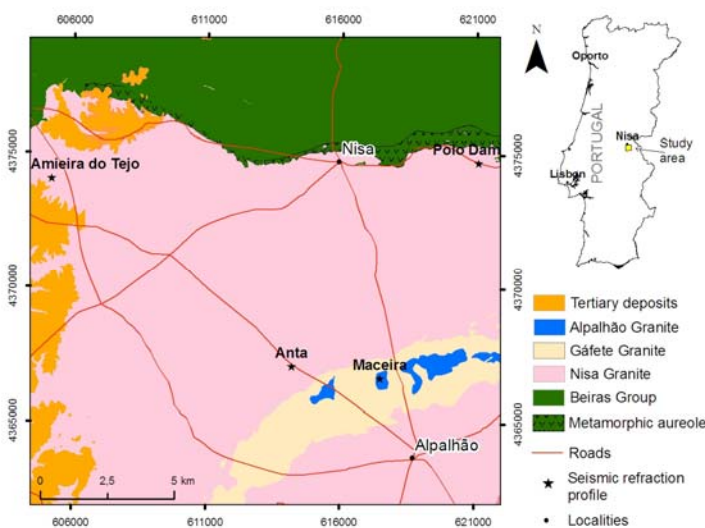 606000 611000 616000 621000
4375000 4370000 4365000
Amieira do Tejo
Nisa
Polo Dam
Anta
Maceira
Alpalhão
0 2,5 5 km
606000 611000 616000 621000
4375000 4370000 4365000
N
Oporto
PORTUGAL
Nisa
Study
area
Lisbon
Tertiary deposits
Alpalhão Granite
Gáfete Granite
Nisa Granite
Beiras Group
Metamorphic aureole
Roads
Seismic refraction
profile
Localities